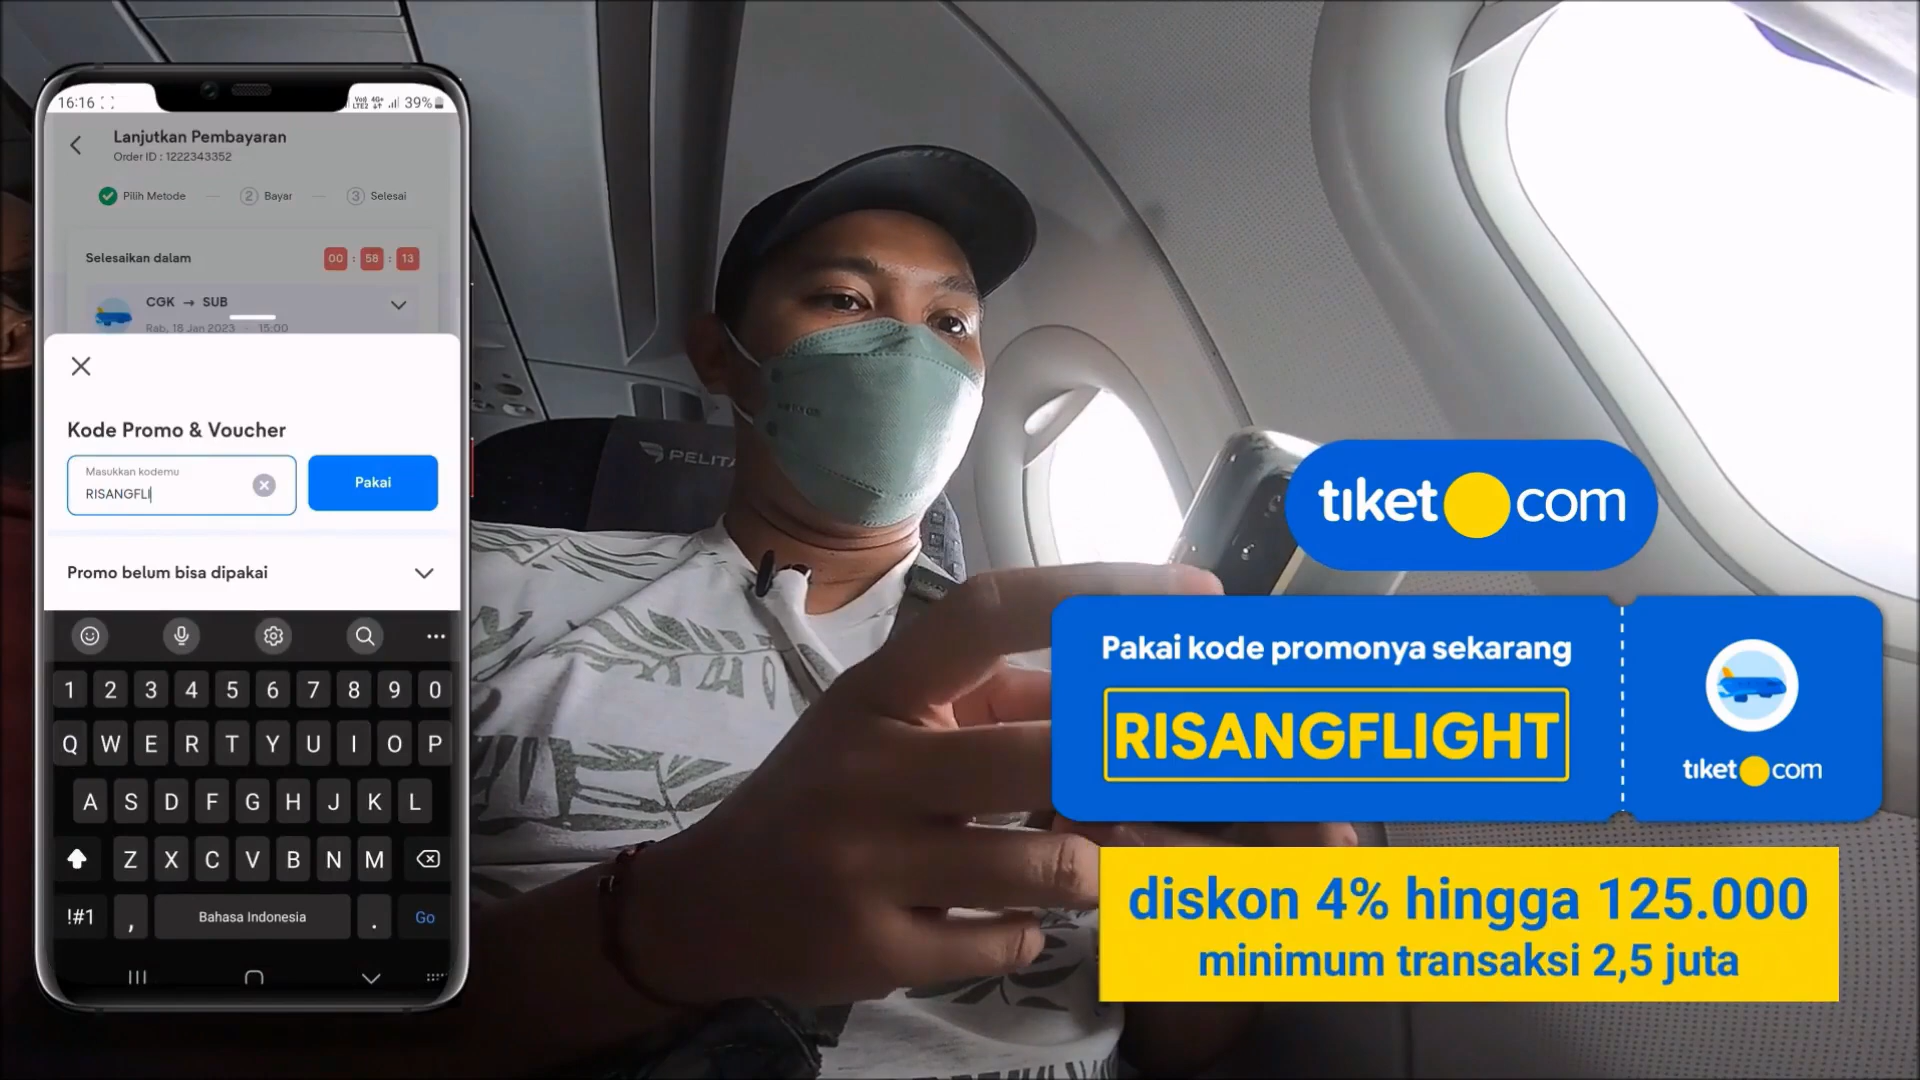 16:16
Vo)) 4G+
LTE2
39%
Lanjutkan Pembayaran
Order ID : 1222343352
Pilih Metode
2 Bayar
3 Selesai
Selesaikan dalam
00 : 58 : 13
CGK → SUB
Rab, 18 Jan 2023 · 15:00
Kode Promo & Voucher
Masukkan kodemu
RISANGFLI
Pakai
Promo belum bisa dipakai
1 2 3 4 5 6 7 8 9 0
Q W E R T Y U I O P
A S D F G H J K L
Z X C V B N M
!#1 , Bahasa Indonesia . Go
PELITA
tiket com
Pakai kode promonya sekarang
RISANGFLIGHT
tiket com
diskon 4% hingga 125.000
minimum transaksi 2,5 juta